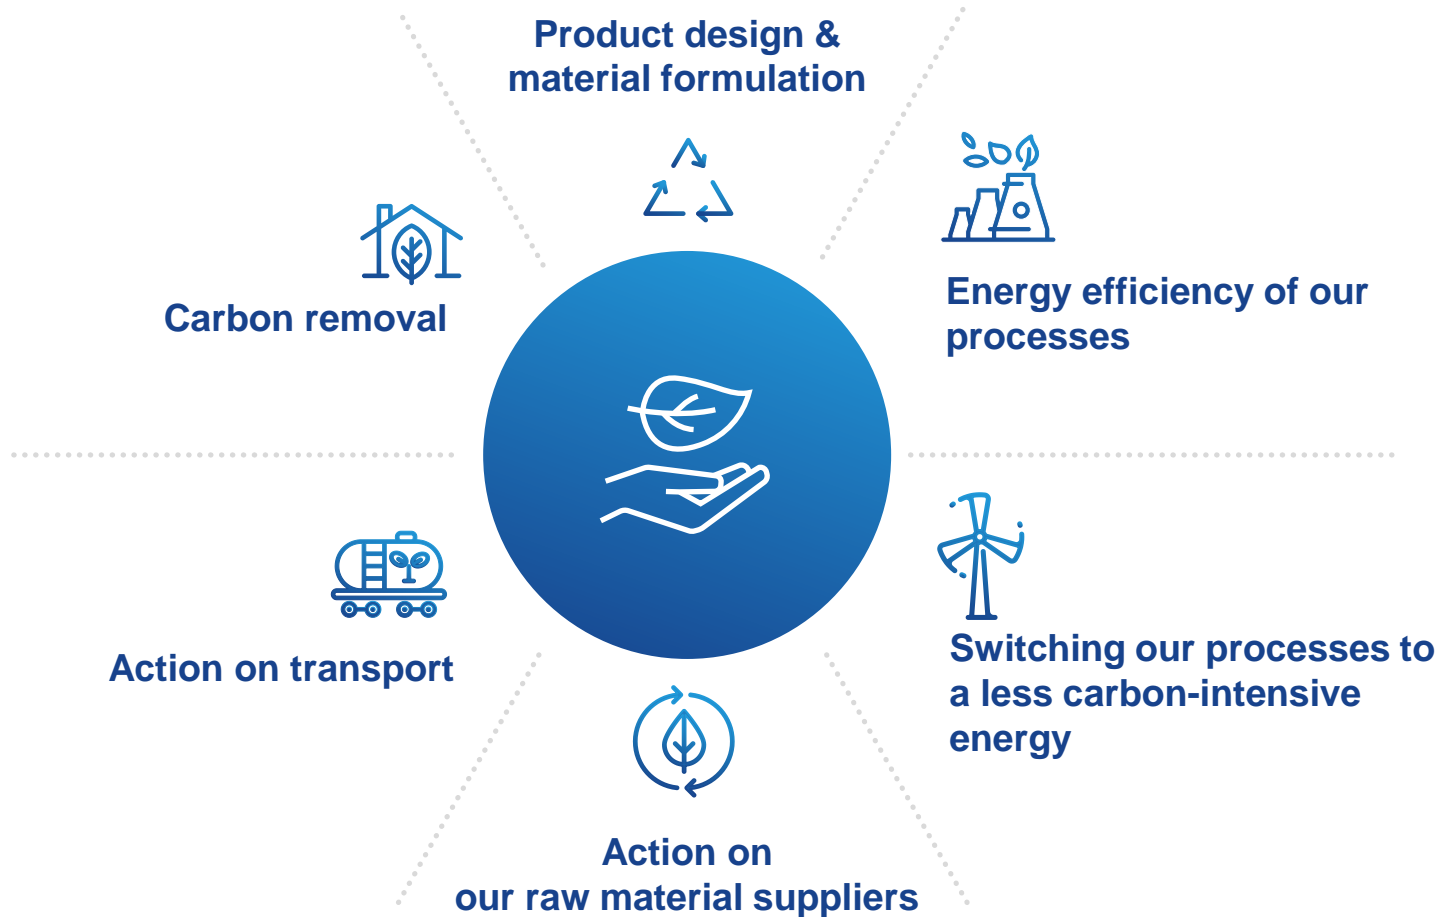 Product design &
material formulation
Energy efficiency of our
processes
Switching our processes to
a less carbon-intensive
energy
Action on
our raw material suppliers
Action on transport
Carbon removal